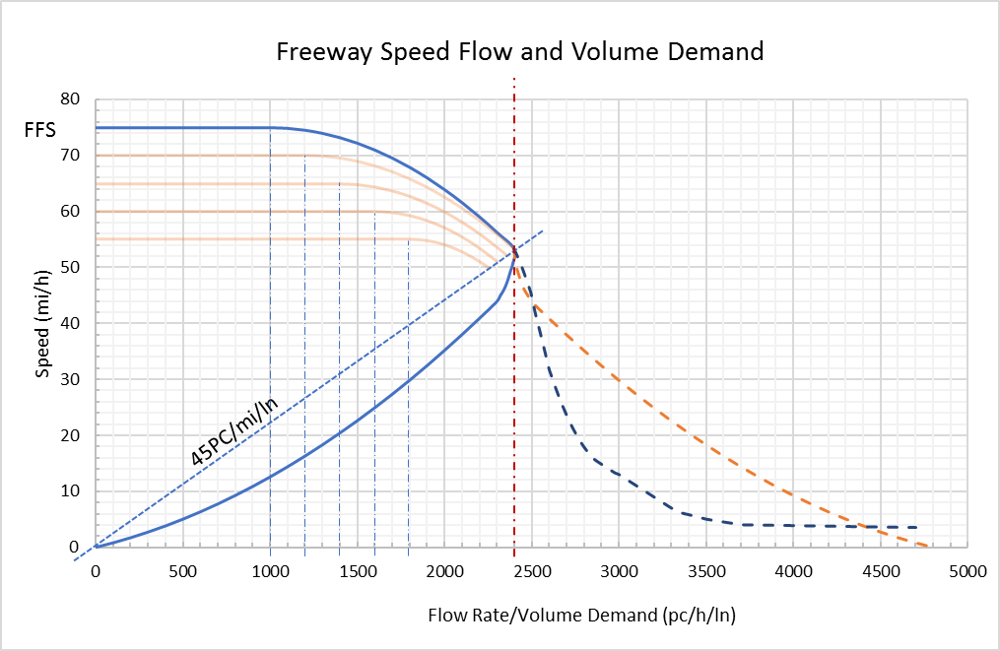 Freeway Speed Flow and Volume Demand
80
FFS
70
60
50
40
30
20
10
0
Speed (mi/h)
45PC/mi/ln
0 500 1000 1500 2000 2500 3000 3500 4000 4500 5000
Flow Rate/Volume Demand (pc/h/ln)